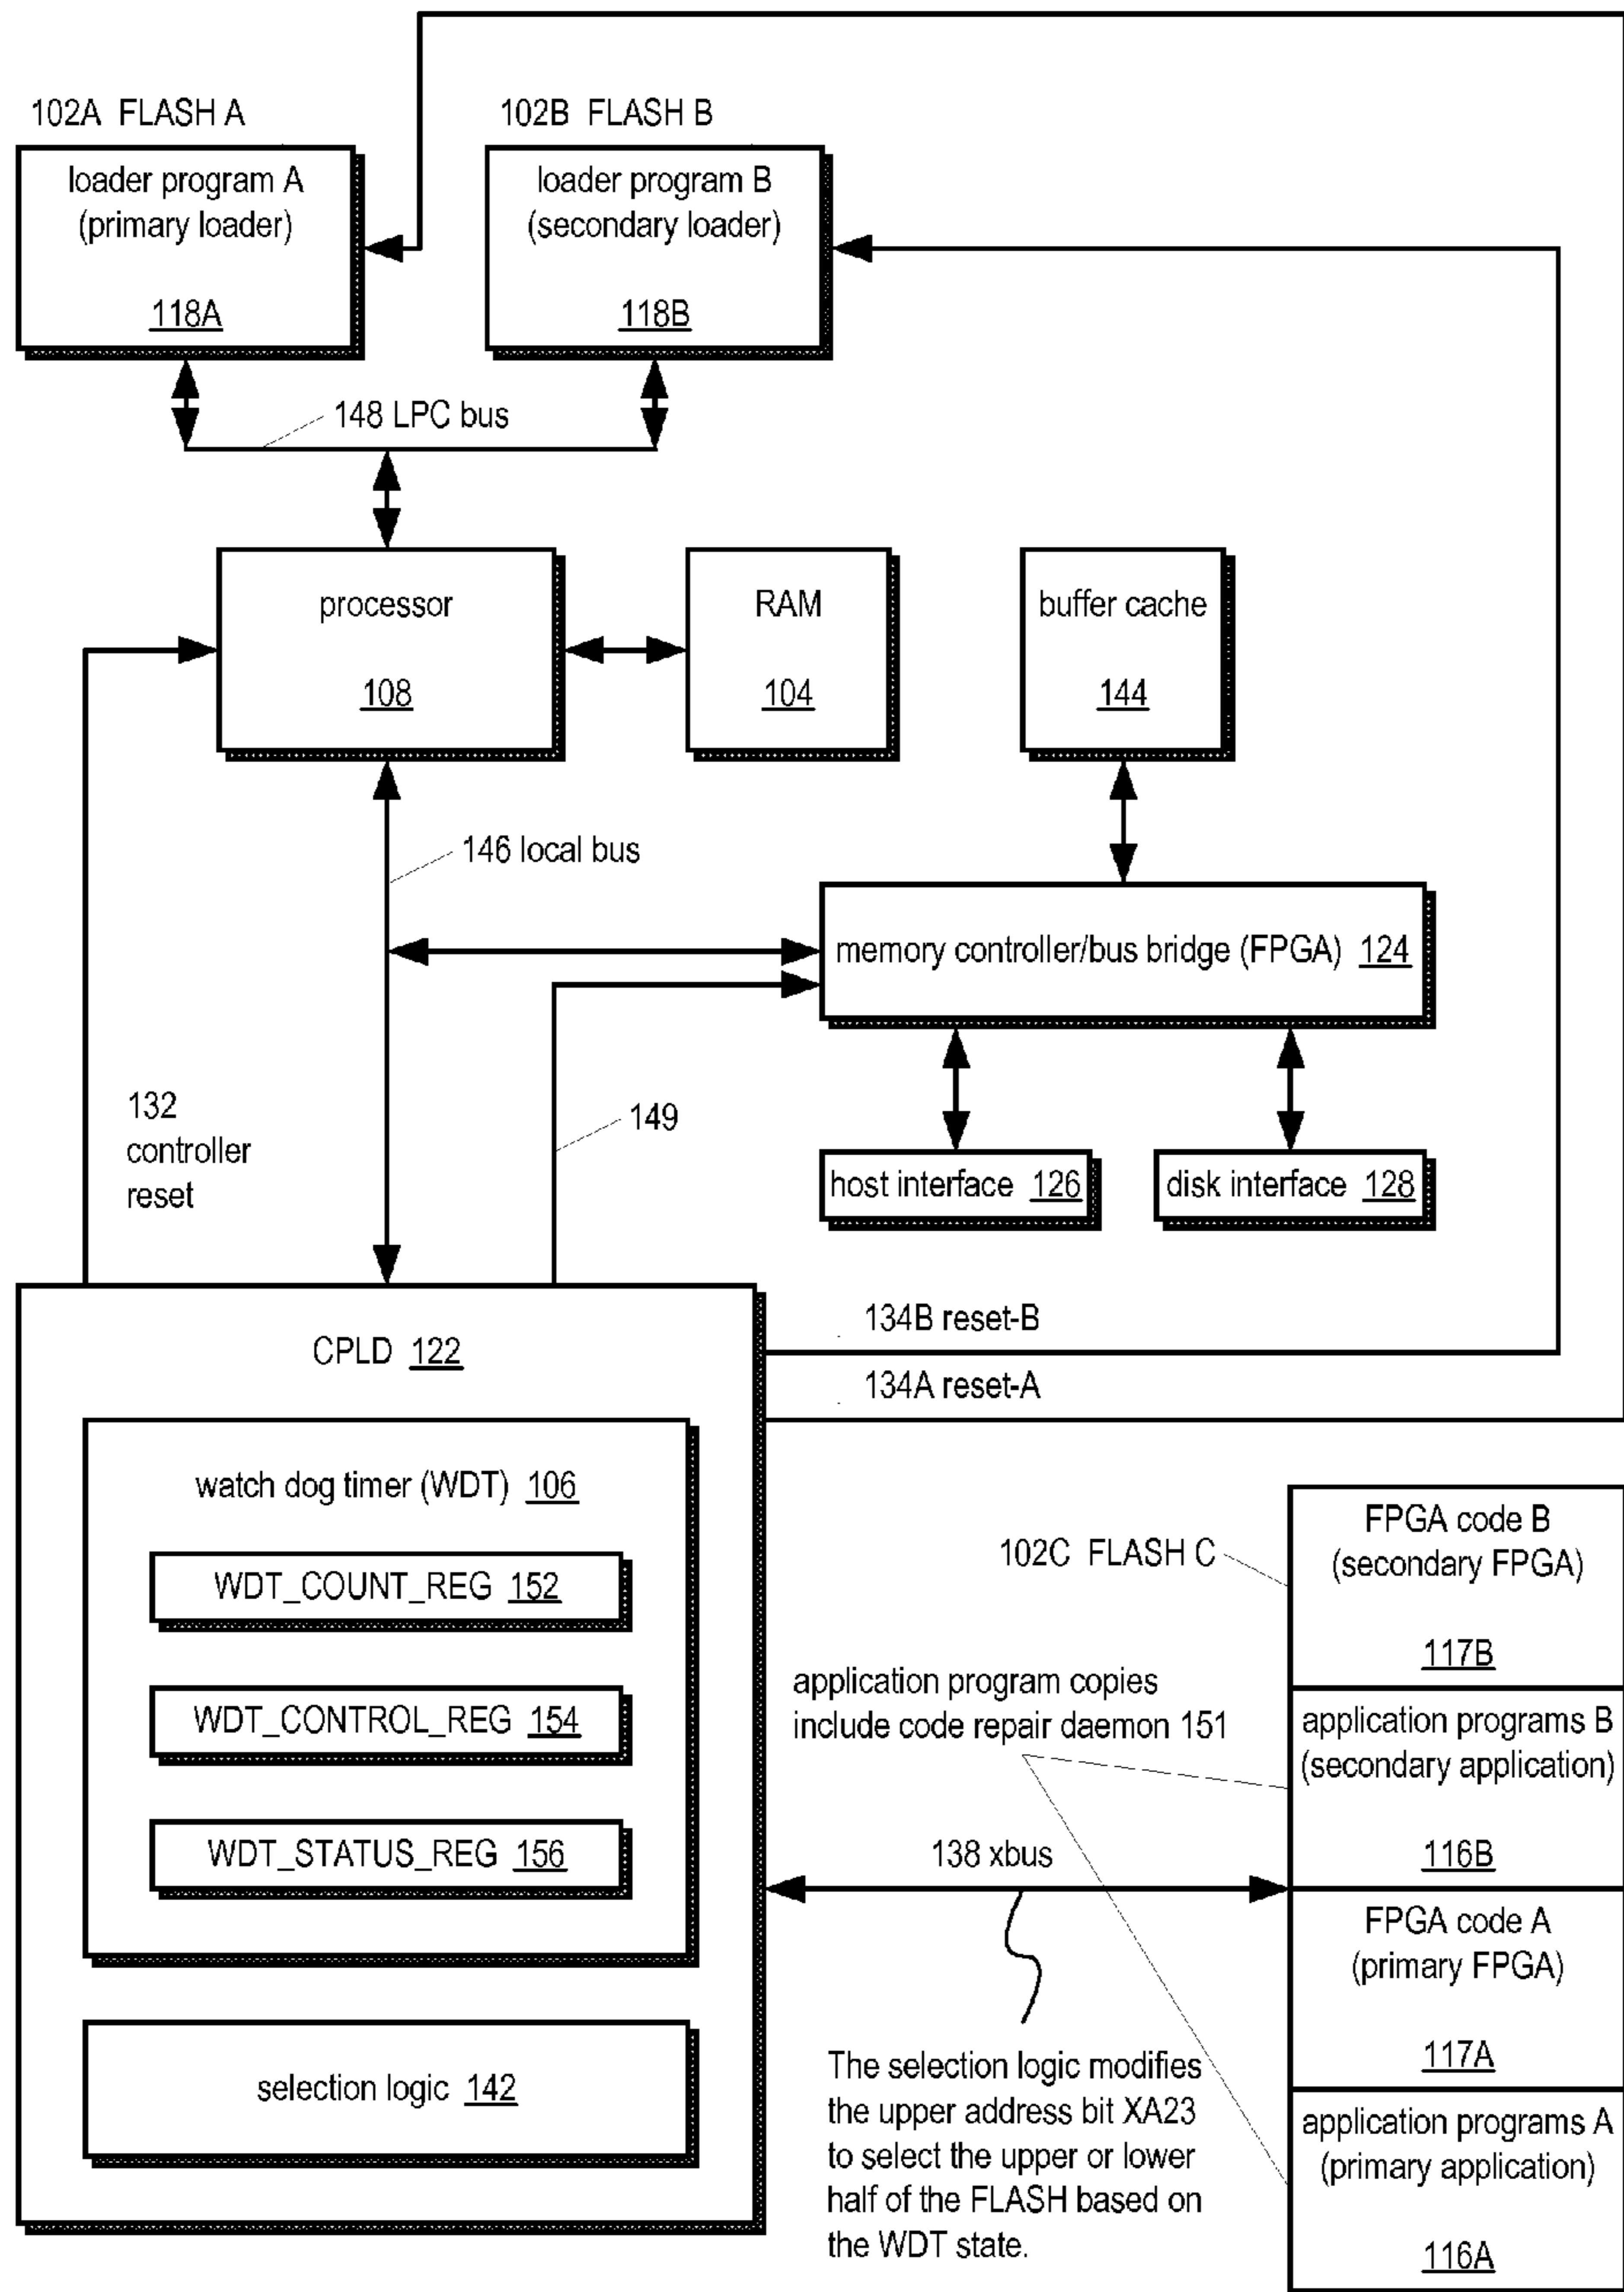 102A FLASH A
loader program A
(primary loader)
118A
102B FLASH B
loader program B
(secondary loader)
118B
148 LPC bus
processor
108
RAM
104
buffer cache
144
146 local bus
memory controller/bus bridge (FPGA) 124
132
controller
reset
149
host interface 126
disk interface 128
134B reset-B
134A reset-A
CPLD 122
watch dog timer (WDT) 106
WDT_COUNT_REG 152
WDT_CONTROL_REG 154
WDT_STATUS_REG 156
selection logic 142
102C FLASH C
application program copies
include code repair daemon 151
138 xbus
The selection logic modifies
the upper address bit XA23
to select the upper or lower
half of the FLASH based on
the WDT state.
FPGA code B
(secondary FPGA)
117B
application programs B
(secondary application)
116B
FPGA code A
(primary FPGA)
117A
application programs A
(primary application)
116A